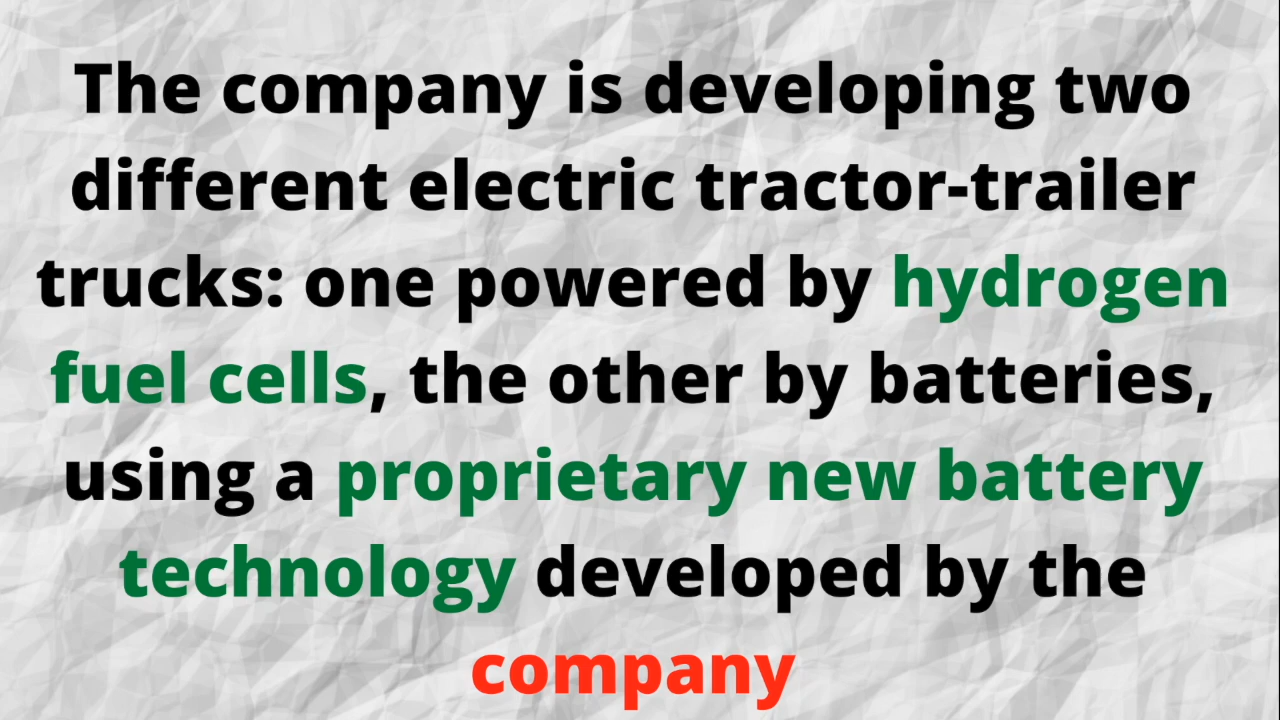 The company is developing two
different electric tractor-trailer
trucks: one powered by hydrogen
fuel cells, the other by batteries,
using a proprietary new battery
technology developed by the
company